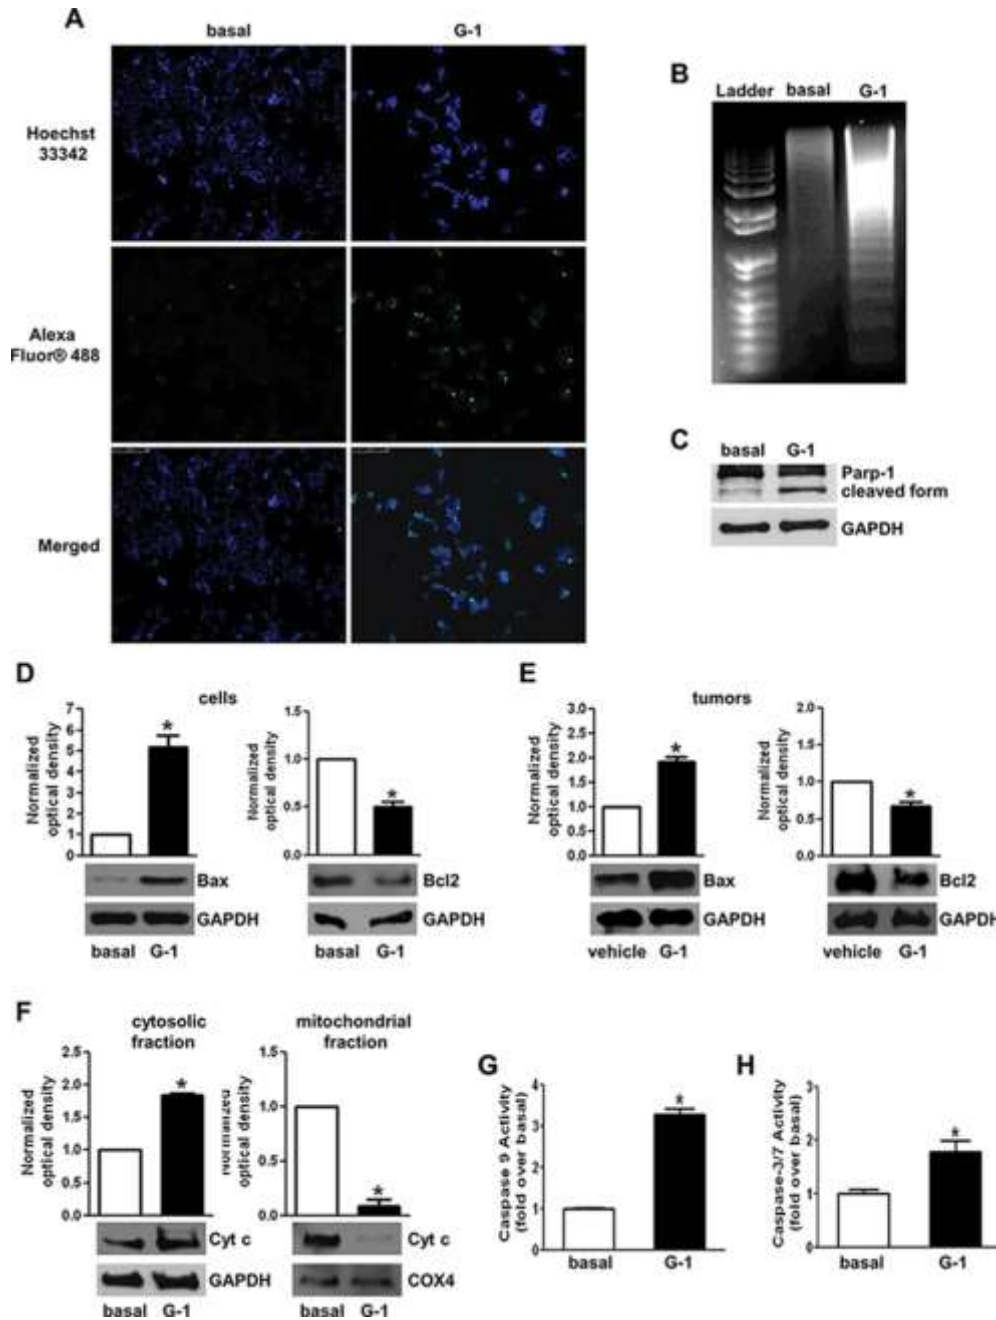 A
basal G-1
Hoechst
33342
Alexa
Fluor® 488
Merged
B
Ladder basal G-1
C
basal G-1
Parp-1
cleaved form
GAPDH
D
cells
Normalized
optical density
7
6
5
4
3
2
1
0
*
Bax
GAPDH
basal G-1
Normalized
optical density
1.5
1.0
0.5
0.0
*
Bcl2
GAPDH
basal G-1
E
tumors
Normalized
optical density
3.0
2.5
2.0
1.5
1.0
0.5
0.0
*
Bax
GAPDH
vehicle G-1
Normalized
optical density
2.0
1.5
1.0
0.5
0.0
*
Bcl2
GAPDH
vehicle G-1
F
cytosolic
fraction
Normalized
optical density
2.5
2.0
1.5
1.0
0.5
0.0
*
Cyt c
GAPDH
basal G-1
mitochondrial
fraction
optical density
1.5
1.0
0.5
0.0
*
Cyt c
COX4
basal G-1
G
Caspase 9 Activity
(fold over basal)
4
3
2
1
0
*
basal G-1
H
Caspase-3/7 Activity
(fold over basal)
3
2
1
0
*
basal G-1